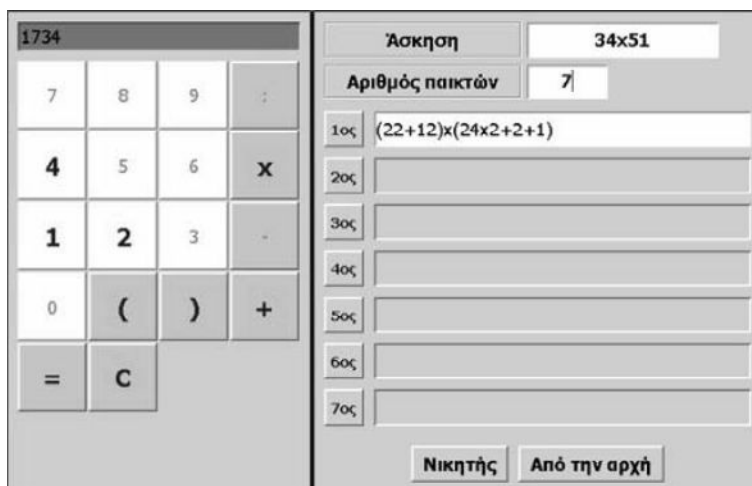 1734
7 8 9 :
4 5 6 x
1 2 3 -
0 ( ) +
= C
Άσκηση 34x51
Αριθμός παικτών 7
1ος (22+12)x(24x2+2+1)
2ος
3ος
4ος
5ος
6ος
7ος
Νικητής Από την αρχή